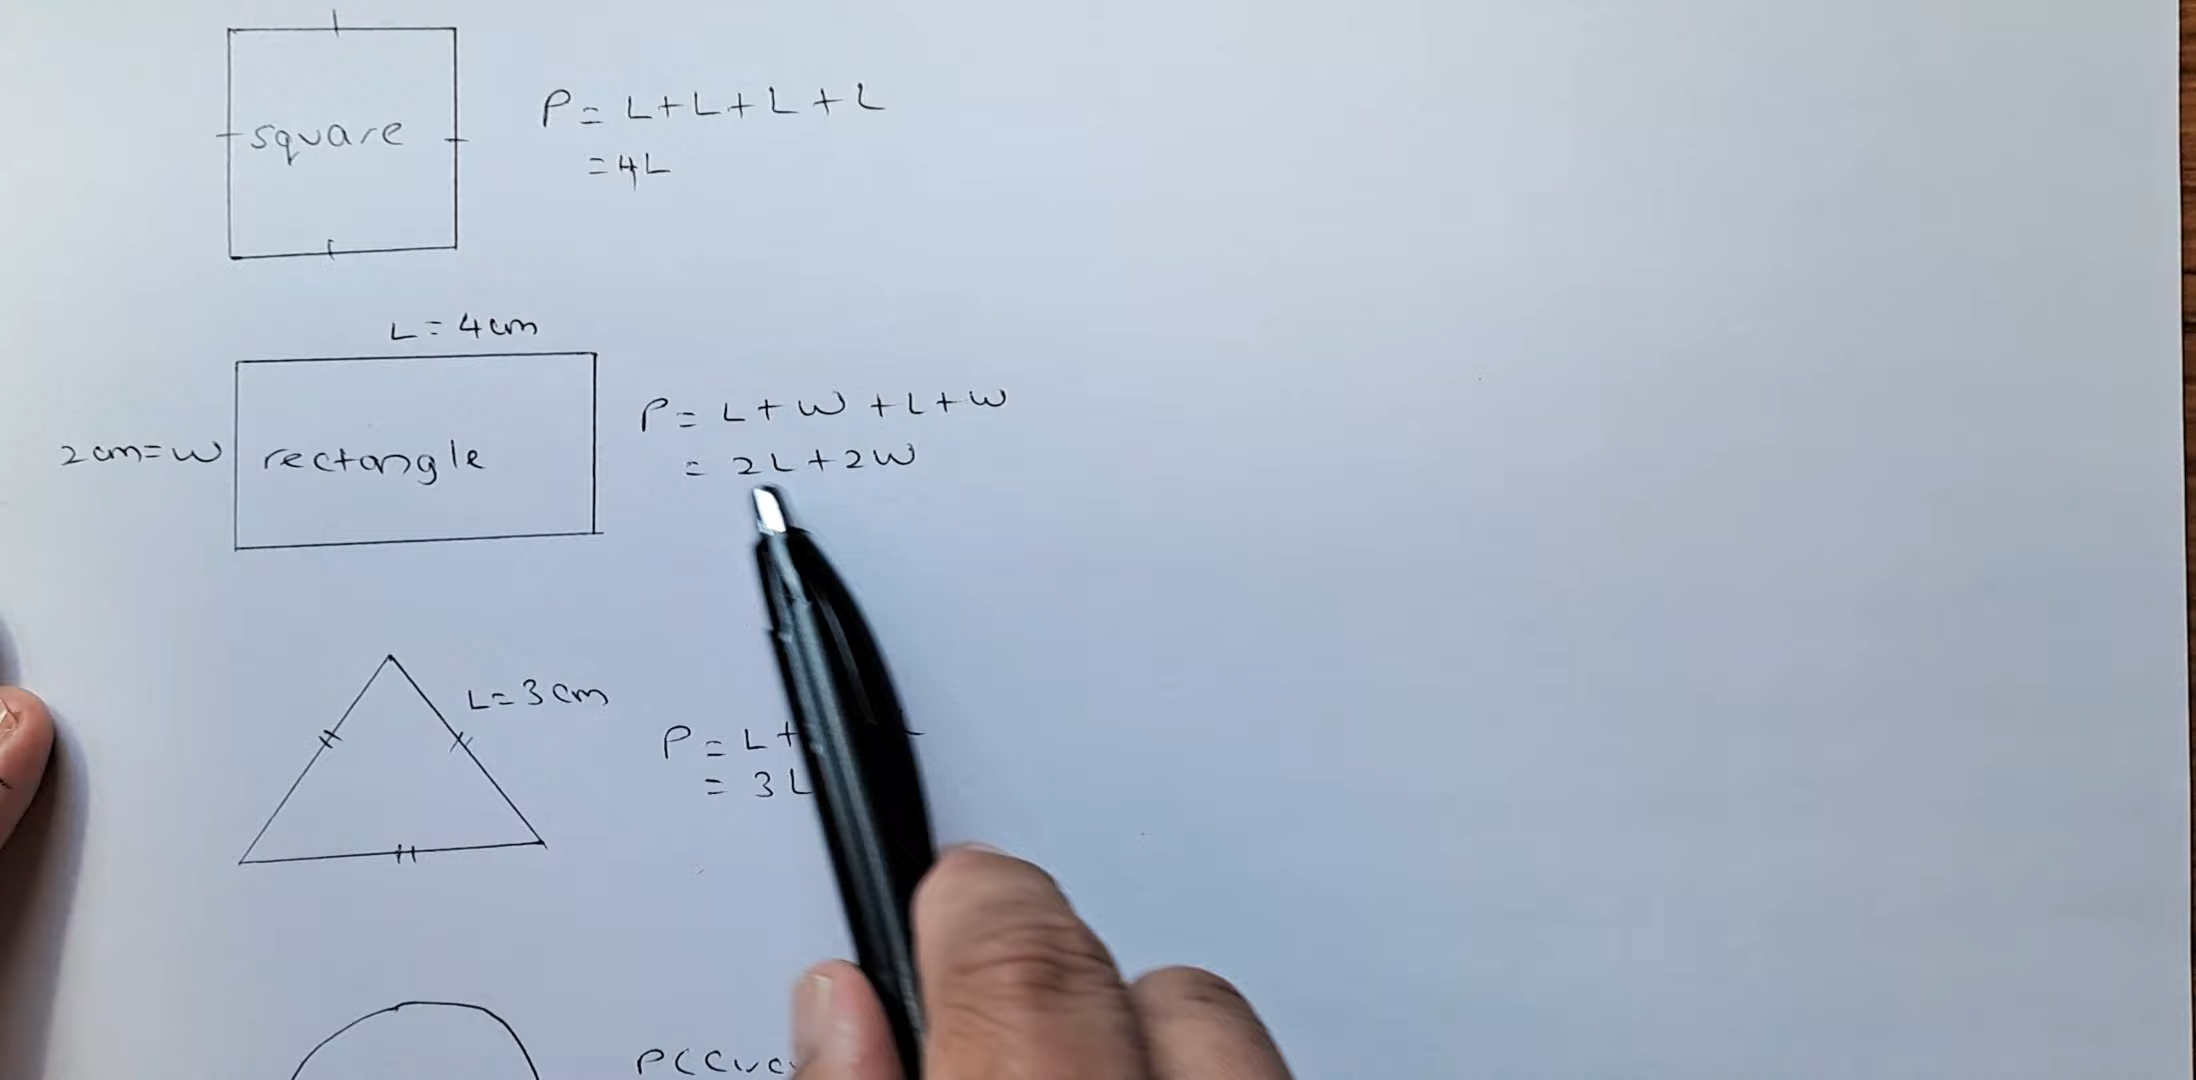 square
P = L+L+L+L
= 4L
L = 4cm
2cm=W
rectangle
P = L+W+L+W
= 2L+2W
L=3cm
P = L+
= 3L